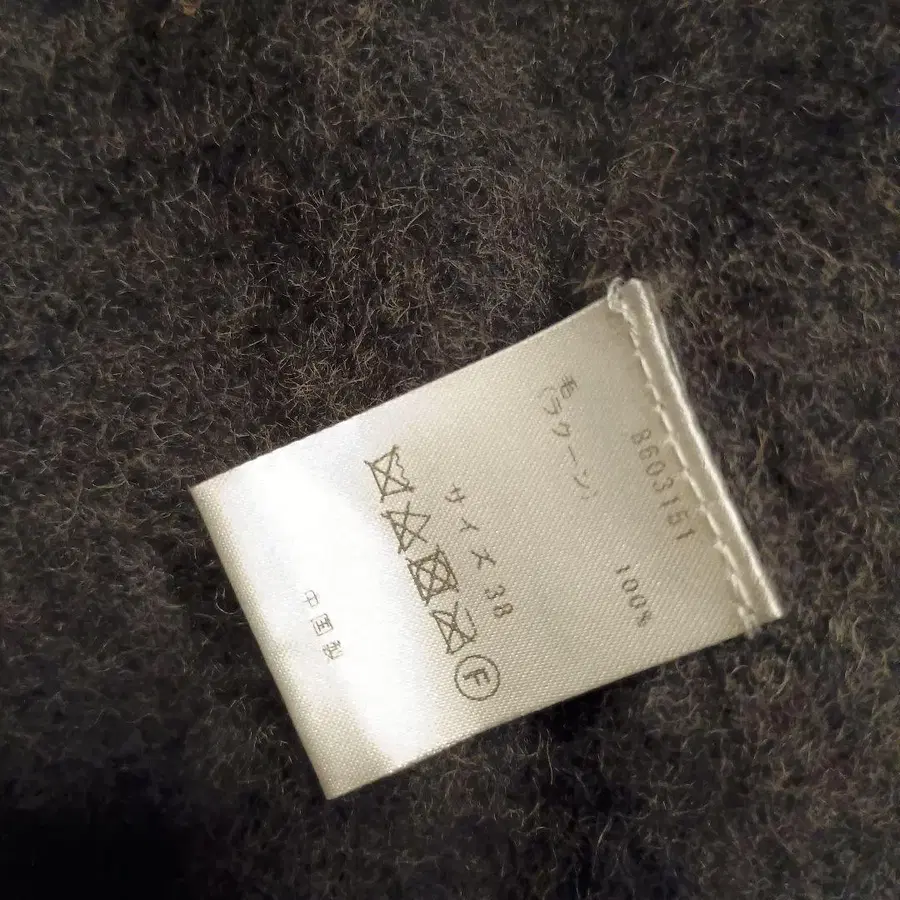 8603151
毛 100%
(ラクーン)
サイズ 38
F
中国製